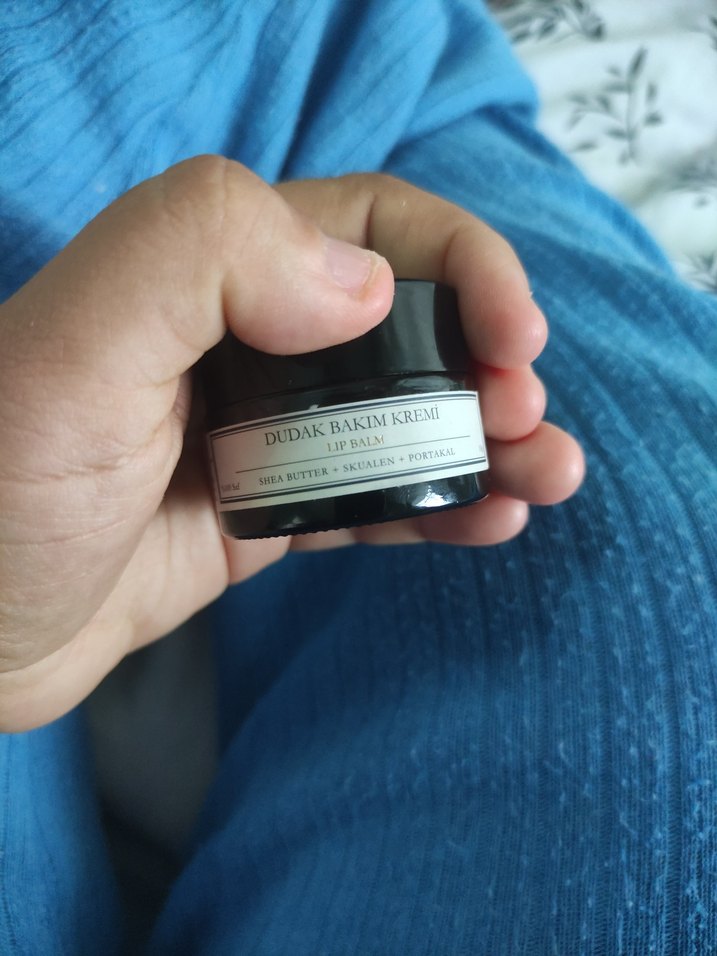 DUDAK BAKIM KREMİ
LIP BALM
SHEA BUTTER + SKUALEN + PORTAKAL